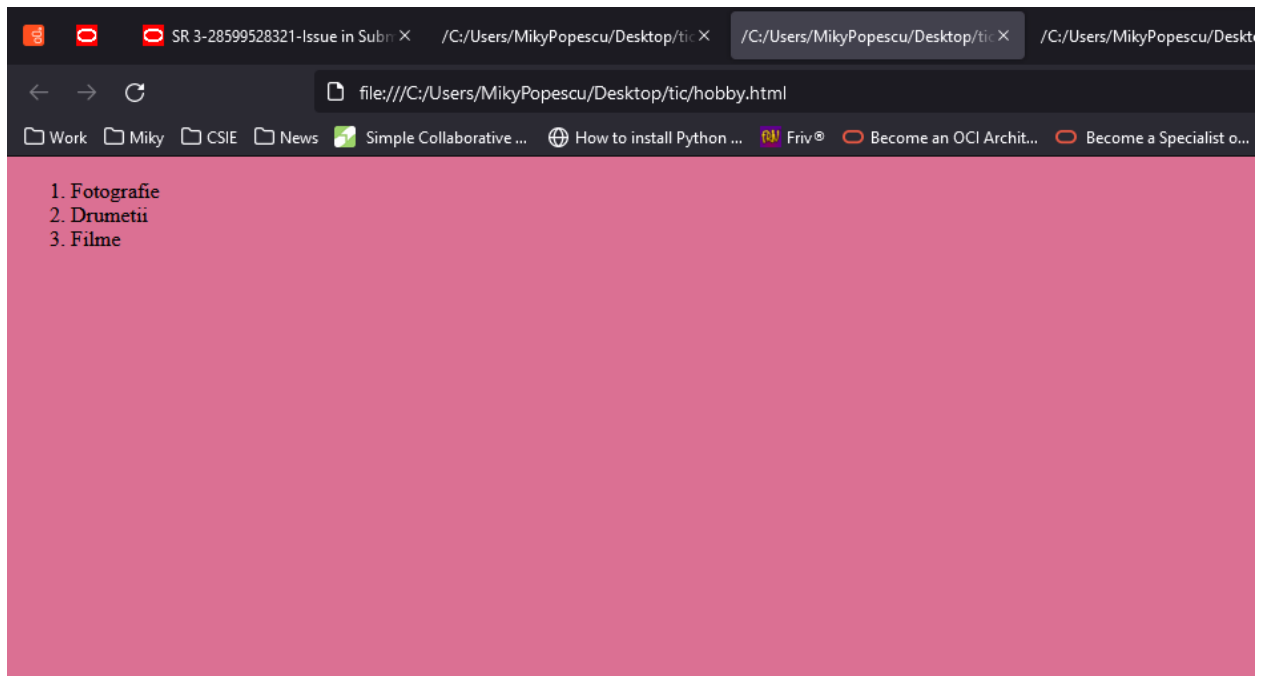 SR 3-28599528321-Issue in Subm /C:/Users/MikyPopescu/Desktop/tic /C:/Users/MikyPopescu/Desktop/tic /C:/Users/MikyPopescu/Deskt
file:///C:/Users/MikyPopescu/Desktop/tic/hobby.html
Work Miky CSIE News Simple Collaborative ... How to install Python ... Friv® Become an OCI Archit... Become a Specialist o...
1. Fotografie
2. Drumetii
3. Filme